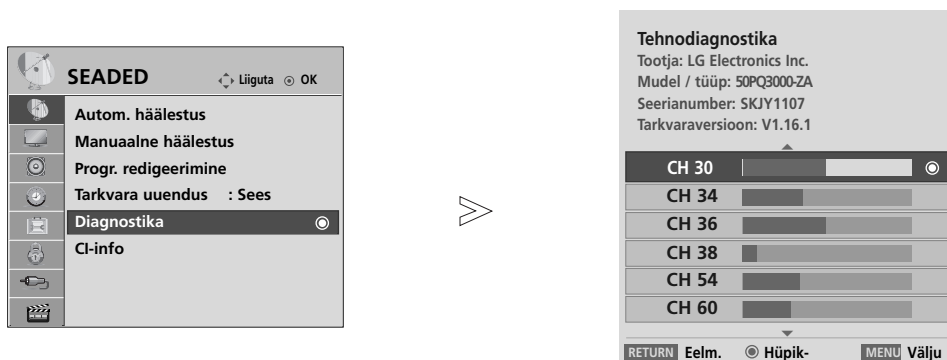 SEADED Liiguta OK
Autom. häälestus
Manuaalne häälestus
Progr. redigeerimine
Tarkvara uuendus : Sees
Diagnostika
CI-info
Tehnodiagnostika
Tootja: LG Electronics Inc.
Mudel / tüüp: 50PQ3000-ZA
Seerianumber: SKJY1107
Tarkvaraversioon: V1.16.1
CH 30
CH 34
CH 36
CH 38
CH 54
CH 60
RETURN Eelm. Hüpik- MENU Välju